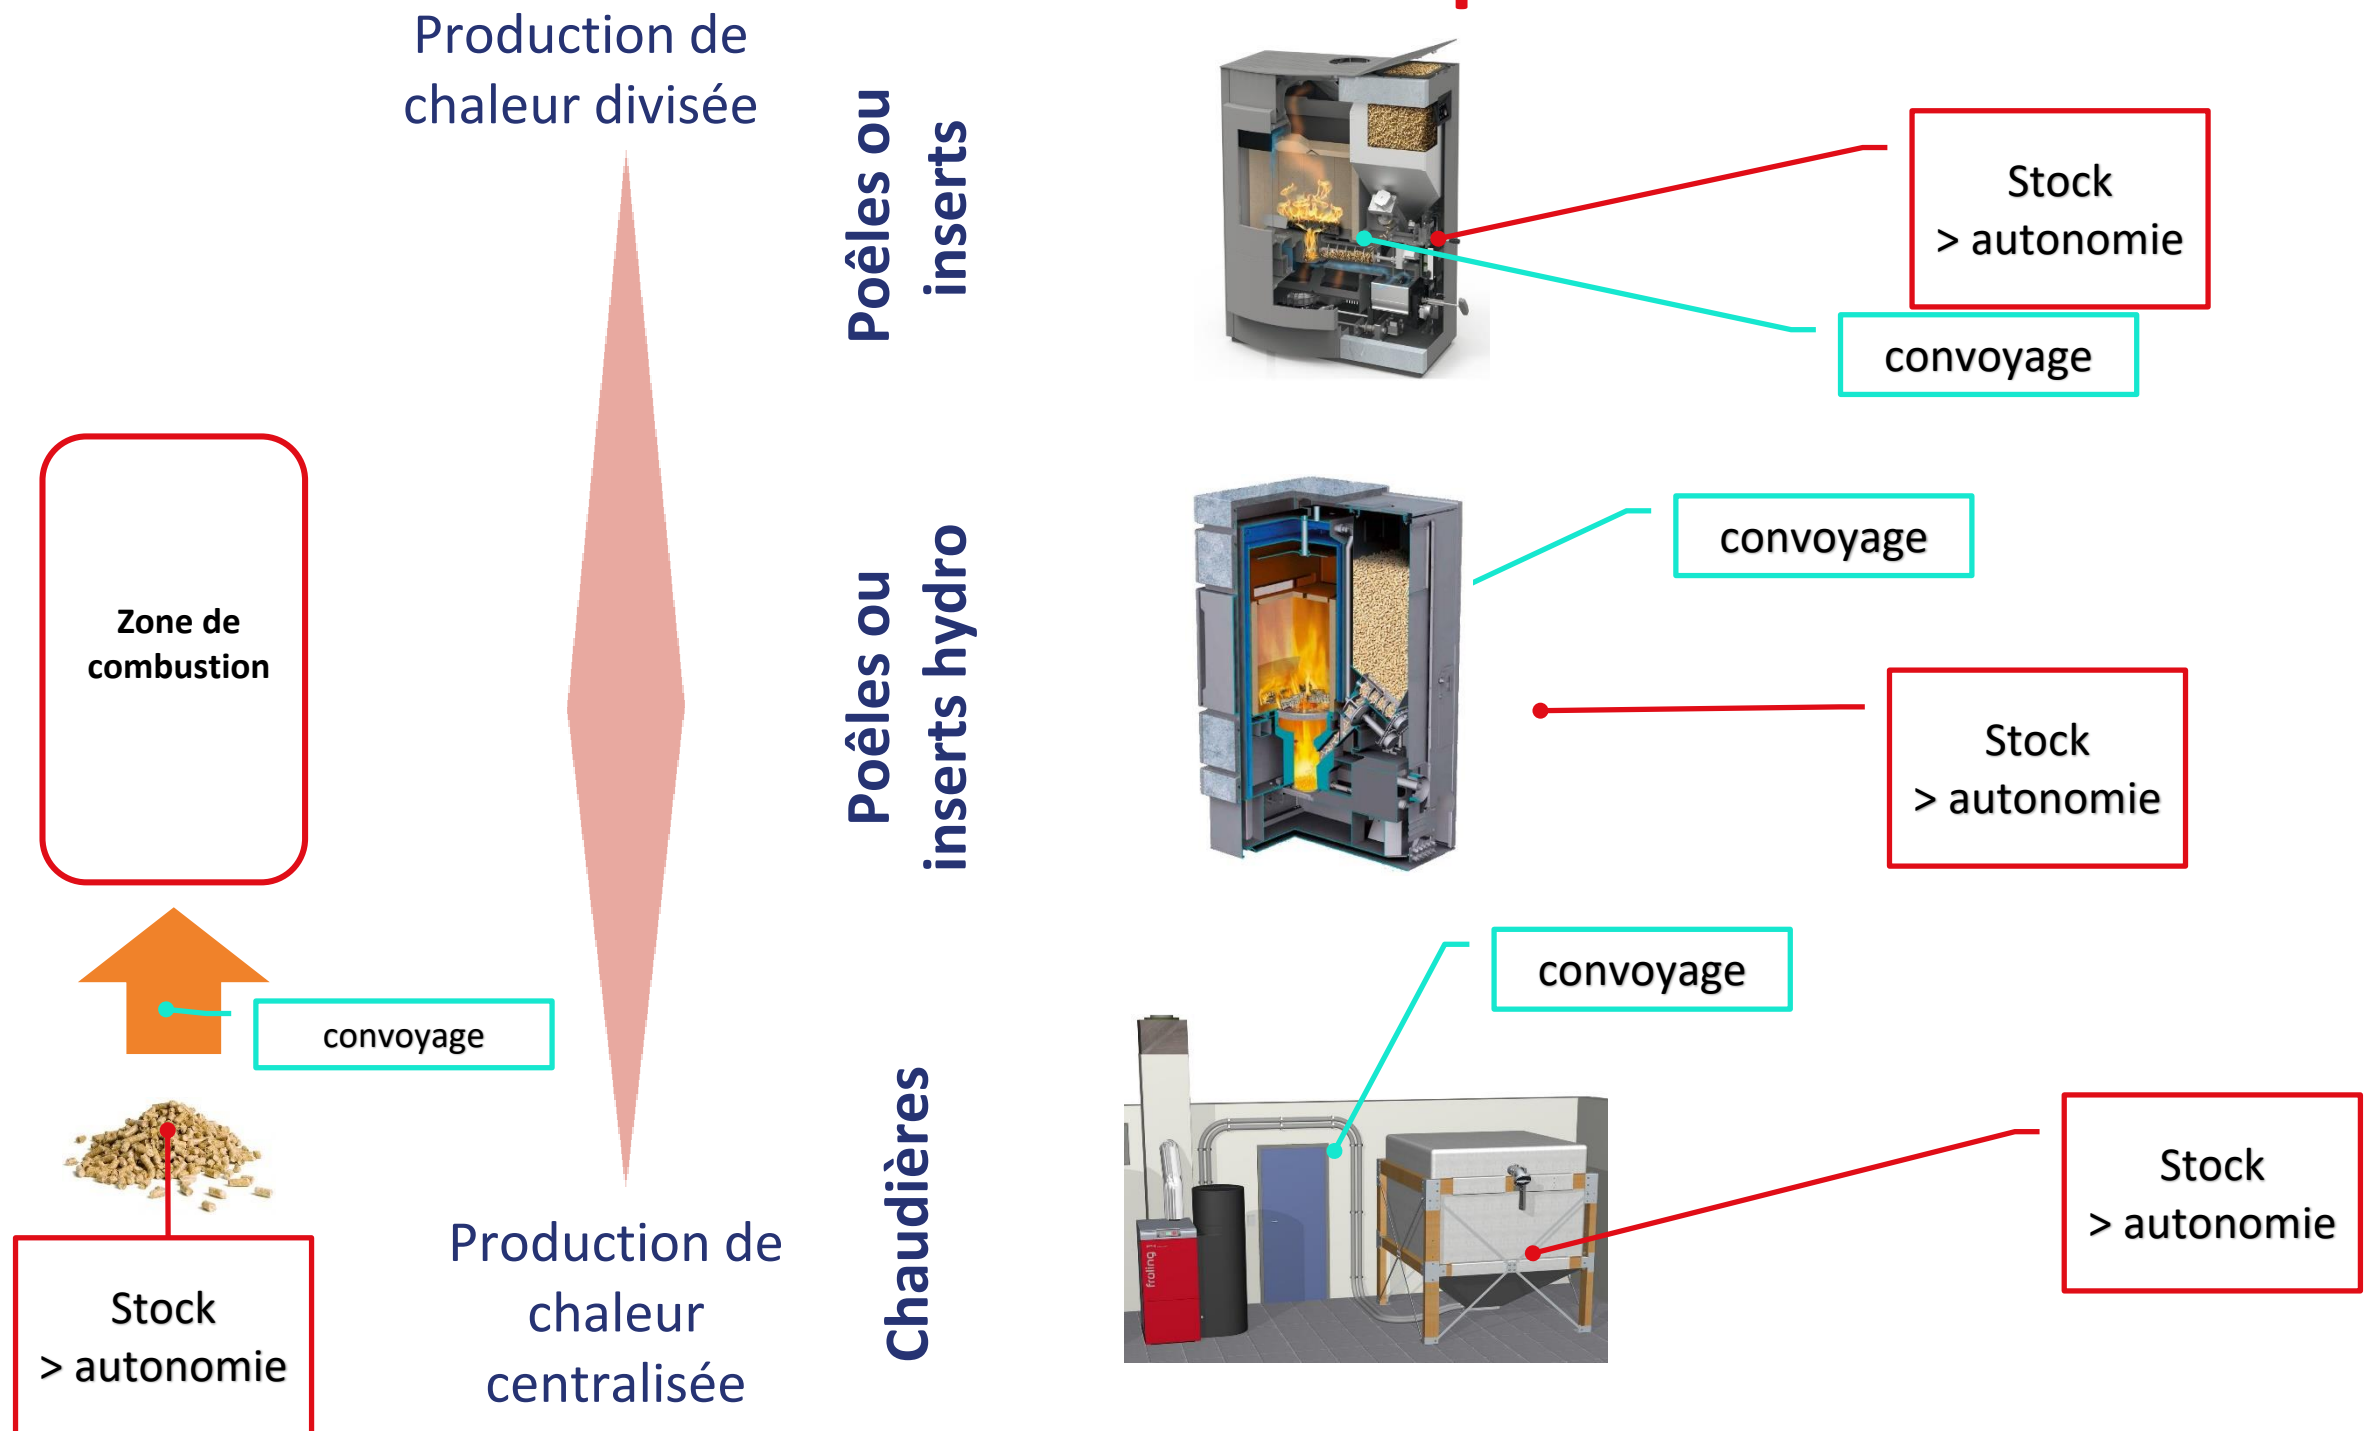 Production de
chaleur divisée
Poêles ou
inserts
Stock
> autonomie
convoyage
Zone de
combustion
Poêles ou
inserts hydro
convoyage
Stock
> autonomie
convoyage
convoyage
Chaudières
froling
Stock
> autonomie
Stock
> autonomie
Production de
chaleur
centralisée